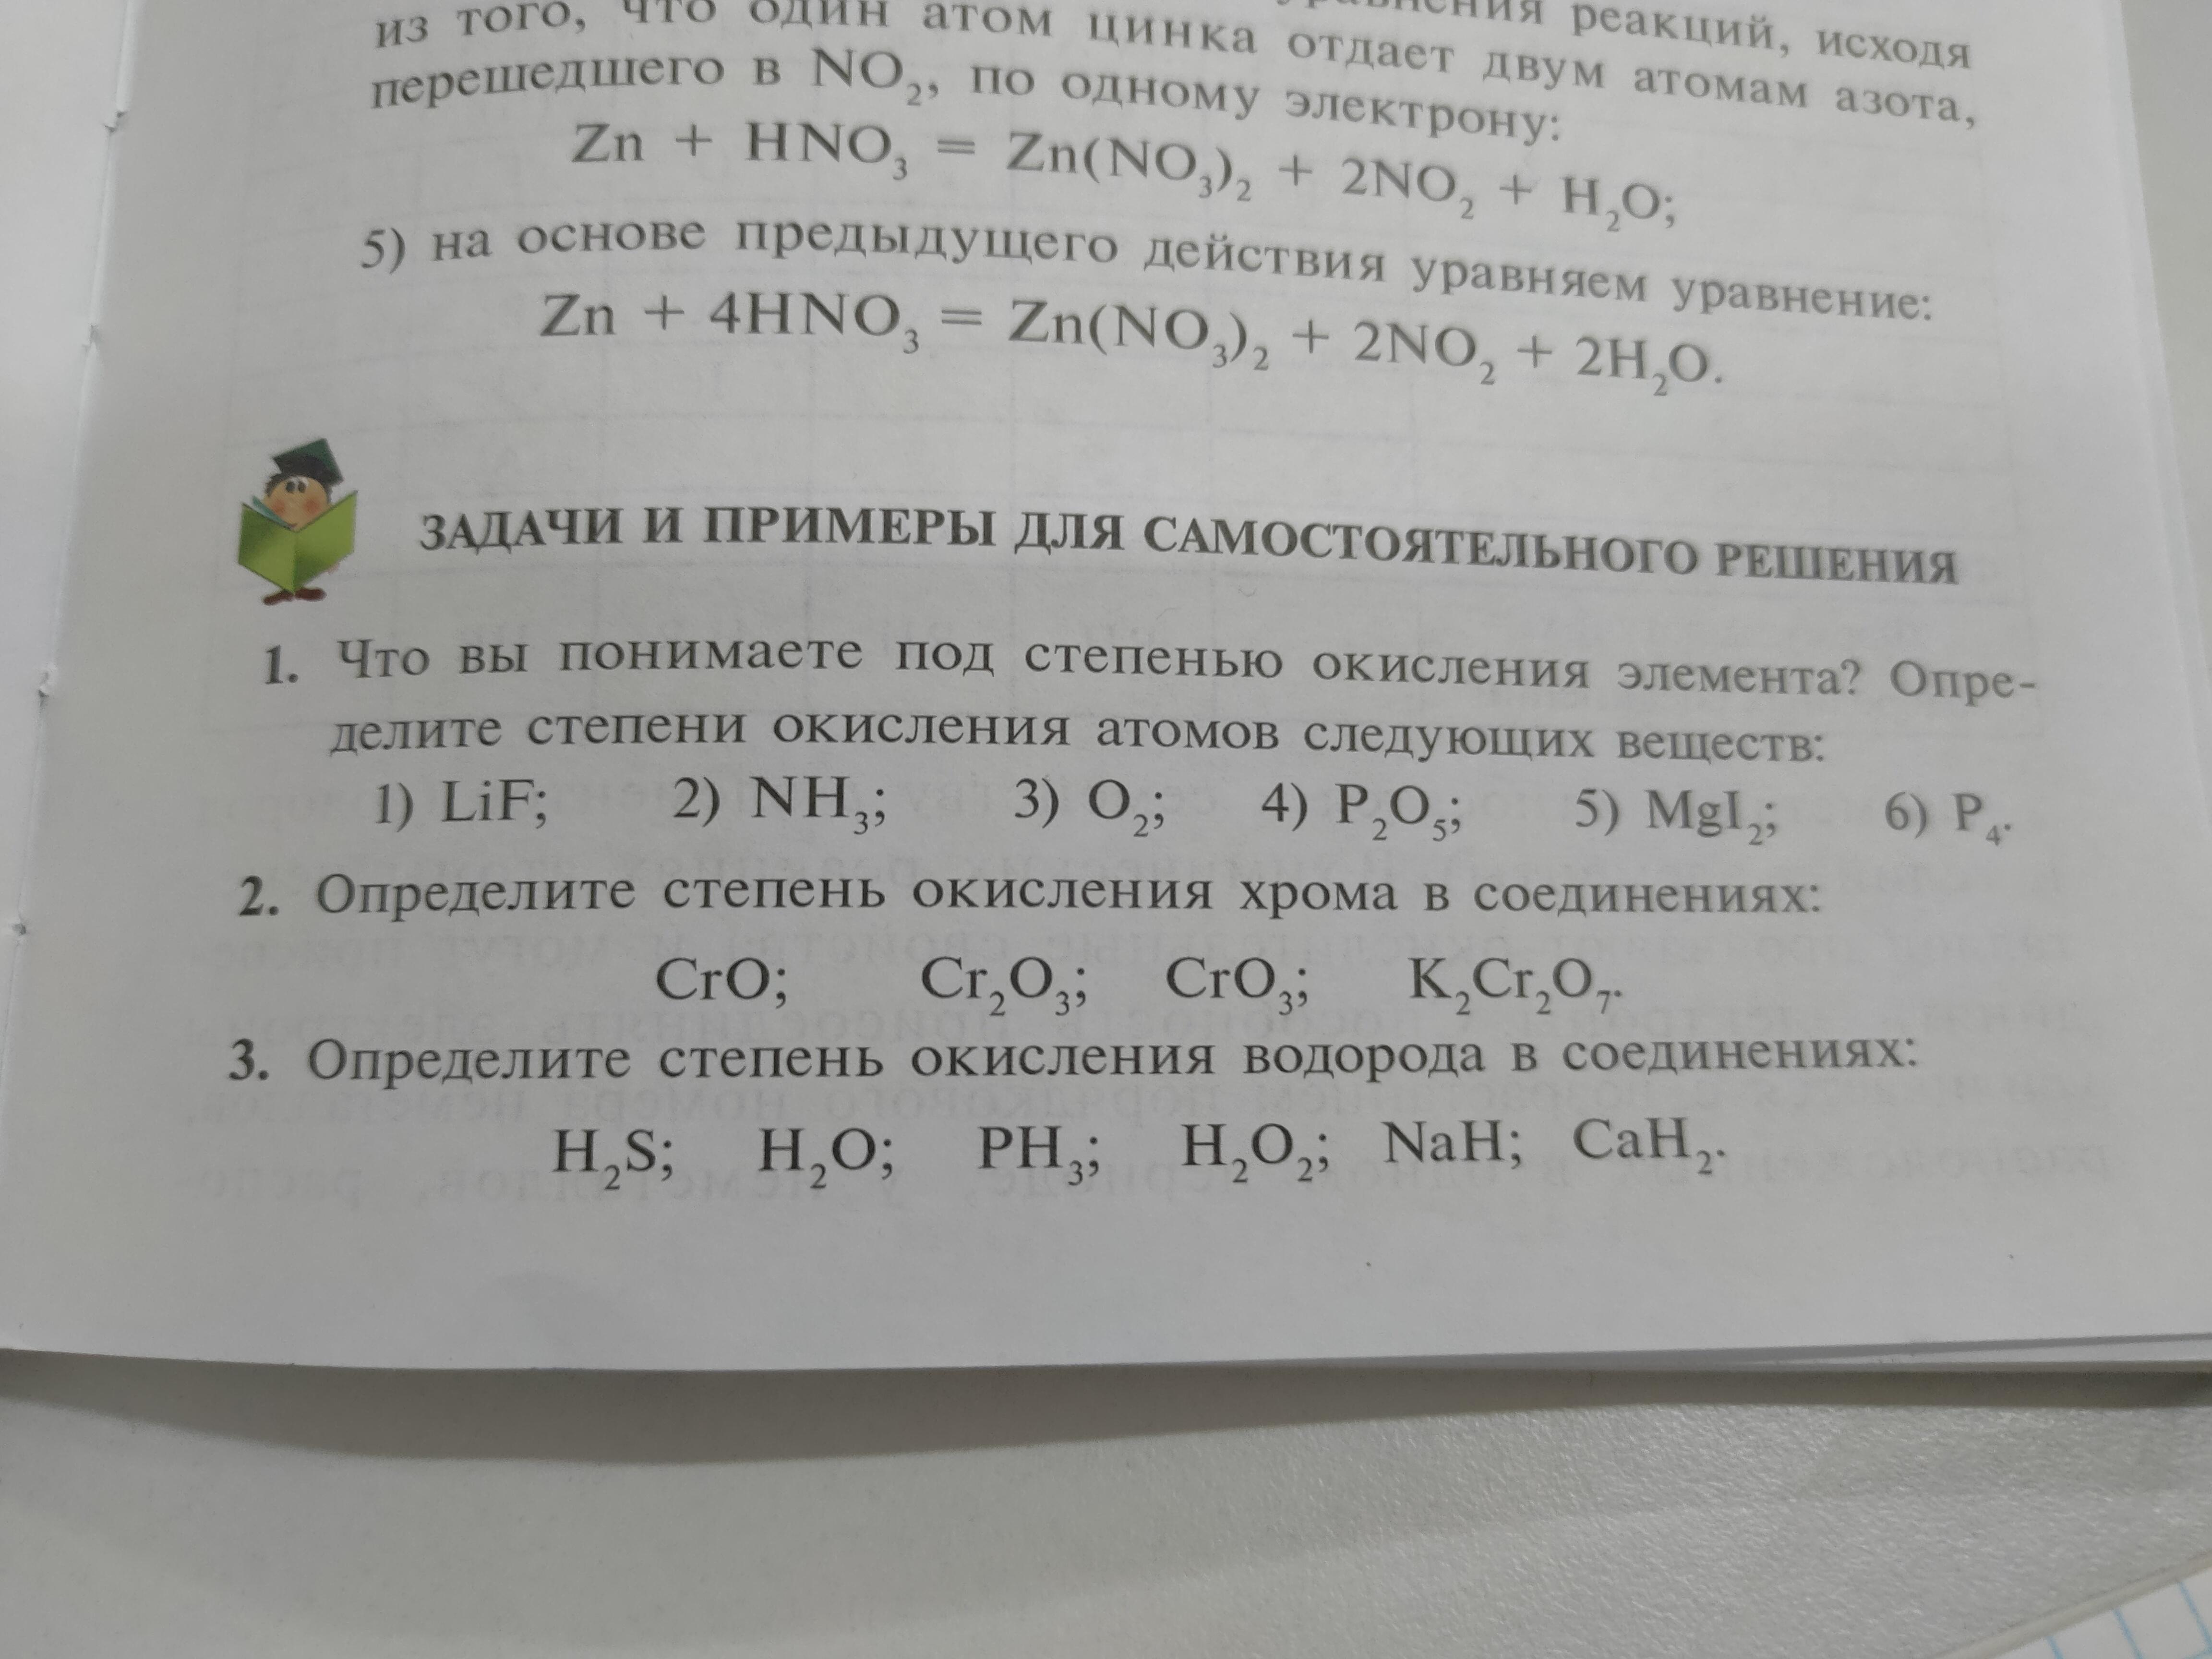 реакций, исходя
из того, что один атом цинка отдает двум атомам азота,
перешедшего в NO₂, по одному электрону:
Zn + HNO₃ = Zn(NO₃)₂ + 2NO₂ + H₂O;
5) на основе предыдущего действия уравняем уравнение:
Zn + 4HNO₃ = Zn(NO₃)₂ + 2NO₂ + 2H₂O.
ЗАДАЧИ И ПРИМЕРЫ ДЛЯ САМОСТОЯТЕЛЬНОГО РЕШЕНИЯ
1. Что вы понимаете под степенью окисления элемента? Опре-
делите степени окисления атомов следующих веществ:
1) LiF; 2) NH₃; 3) O₂; 4) P₂O₅; 5) MgI₂; 6) P₄.
2. Определите степень окисления хрома в соединениях:
CrO; Cr₂O₃; CrO₃; K₂Cr₂O₇.
3. Определите степень окисления водорода в соединениях:
H₂S; H₂O; PH₃; H₂O₂; NaH; CaH₂.